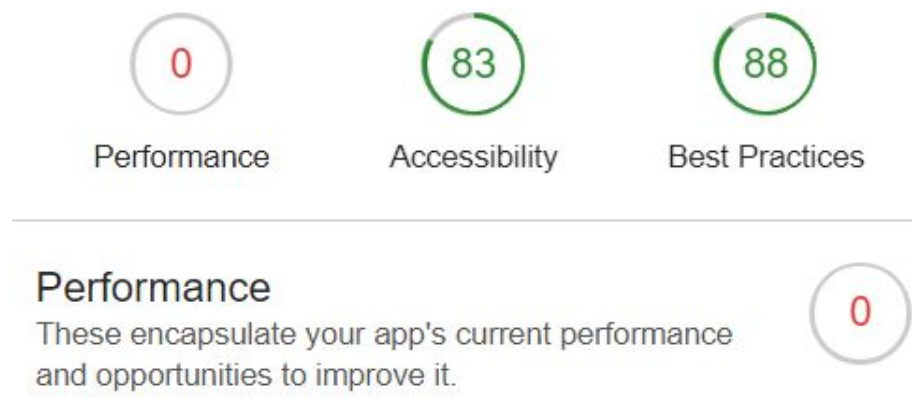 0 83 88
Performance Accessibility Best Practices
Performance 0
These encapsulate your app's current performance
and opportunities to improve it.